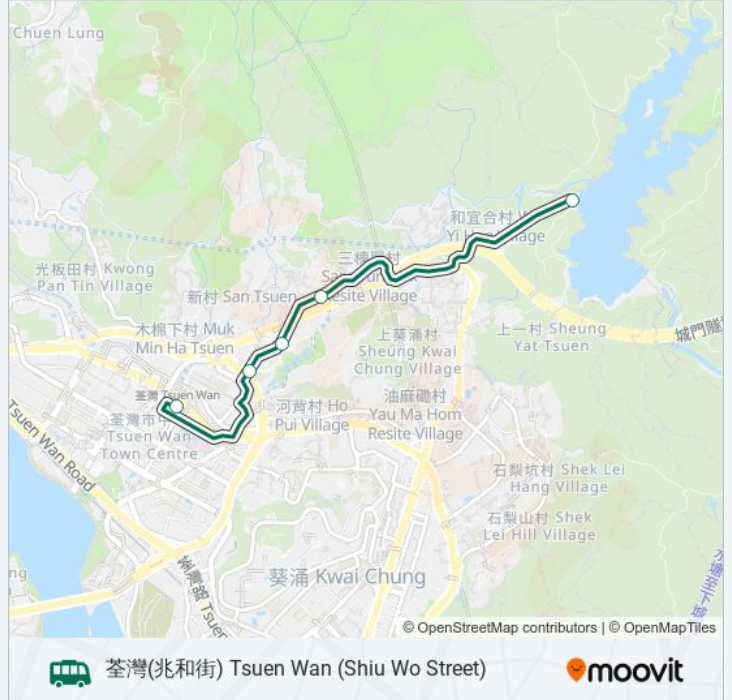 Chuen Lung
和宜合村 W
Yi H Village
三棟
Sa
esite Village
光板田村 Kwong
Pan Tin Village
新村 San Tsuen
木棉下村 Muk
Min Ha Tsuen
上葵涌村
Sheung Kwai
Chung Village
上一村 Sheung
Yat Tsuen
城門隧
荃灣 Tsuen Wan
荃灣市中
Tsuen Wan
Town Centre
河背村 Ho
Pui Village
油麻磡村
Yau Ma Hom
Resite Village
Tsuen Wan Road
石梨坑村 Shek Lei
Hang Village
石梨山村 Shek
Lei Hill Village
ng
葵涌 Kwai Chung
Tsuen
© OpenStreetMap contributors | © OpenMapTiles
荃灣(兆和街) Tsuen Wan (Shiu Wo Street)
moovit